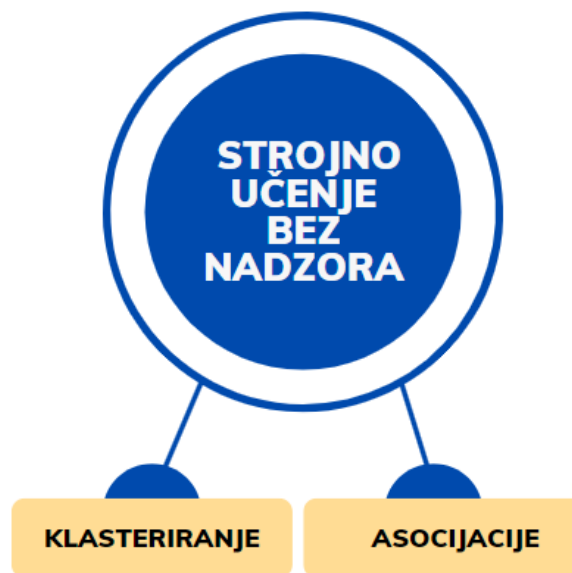 STROJNO
UČENJE
BEZ
NADZORA
KLASTERIRANJE
ASOCIJACIJE